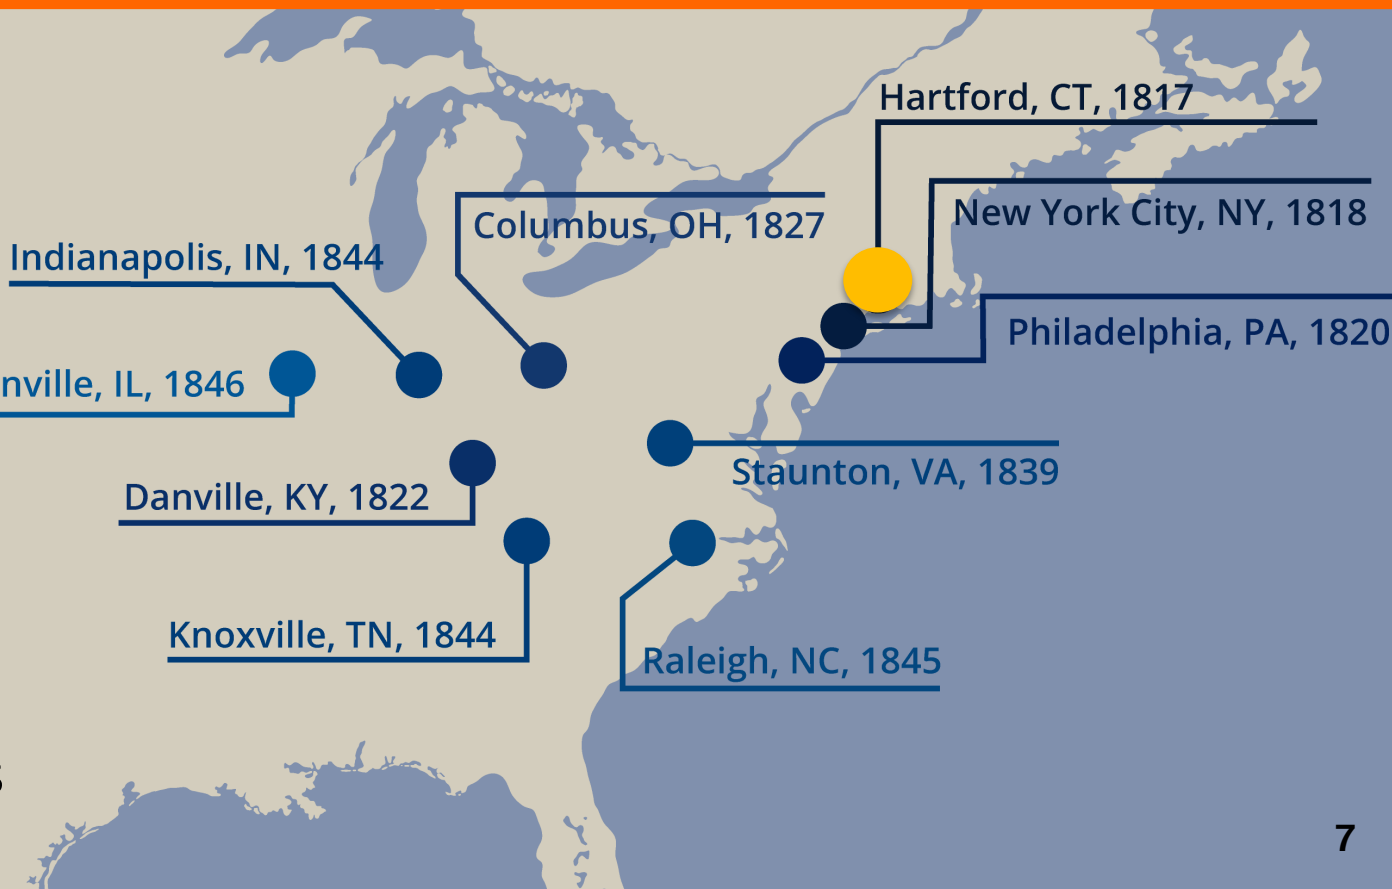 Hartford, CT, 1817
New York City, NY, 1818
Columbus, OH, 1827
Indianapolis, IN, 1844
Philadelphia, PA, 1820
nville, IL, 1846
Staunton, VA, 1839
Danville, KY, 1822
Knoxville, TN, 1844
Raleigh, NC, 1845
7